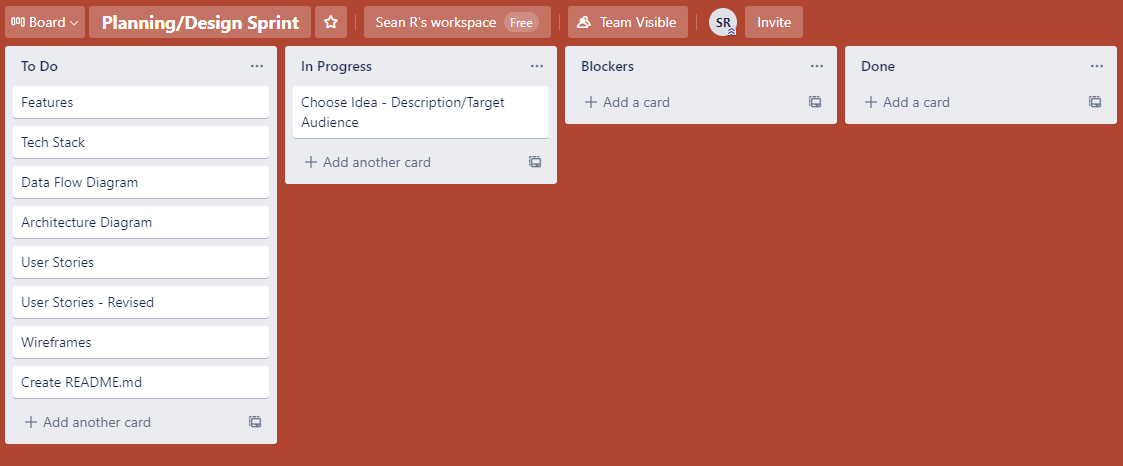 Board
Planning/Design Sprint
Sean R's workspace Free
Team Visible
SR
Invite
To Do
Features
Tech Stack
Data Flow Diagram
Architecture Diagram
User Stories
User Stories - Revised
Wireframes
Create README.md
Add another card
In Progress
Choose Idea - Description/Target
Audience
Add another card
Blockers
Add a card
Done
Add a card